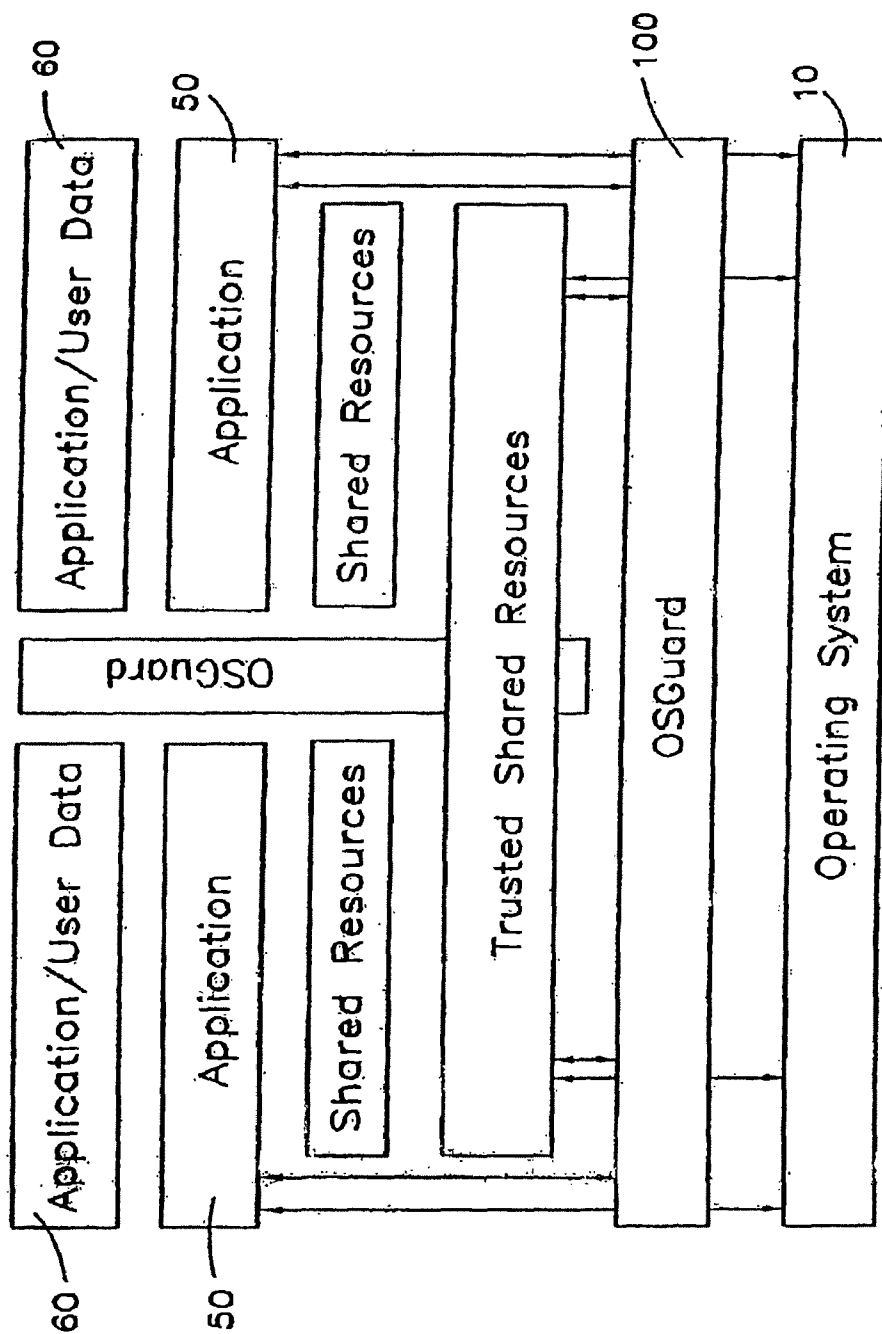 60
Application/User Data
Application/User Data
60
50
Application
Application
50
OSGuard
Shared Resources
Shared Resources
Trusted Shared Resources
OSGuard
100
Operating System
10